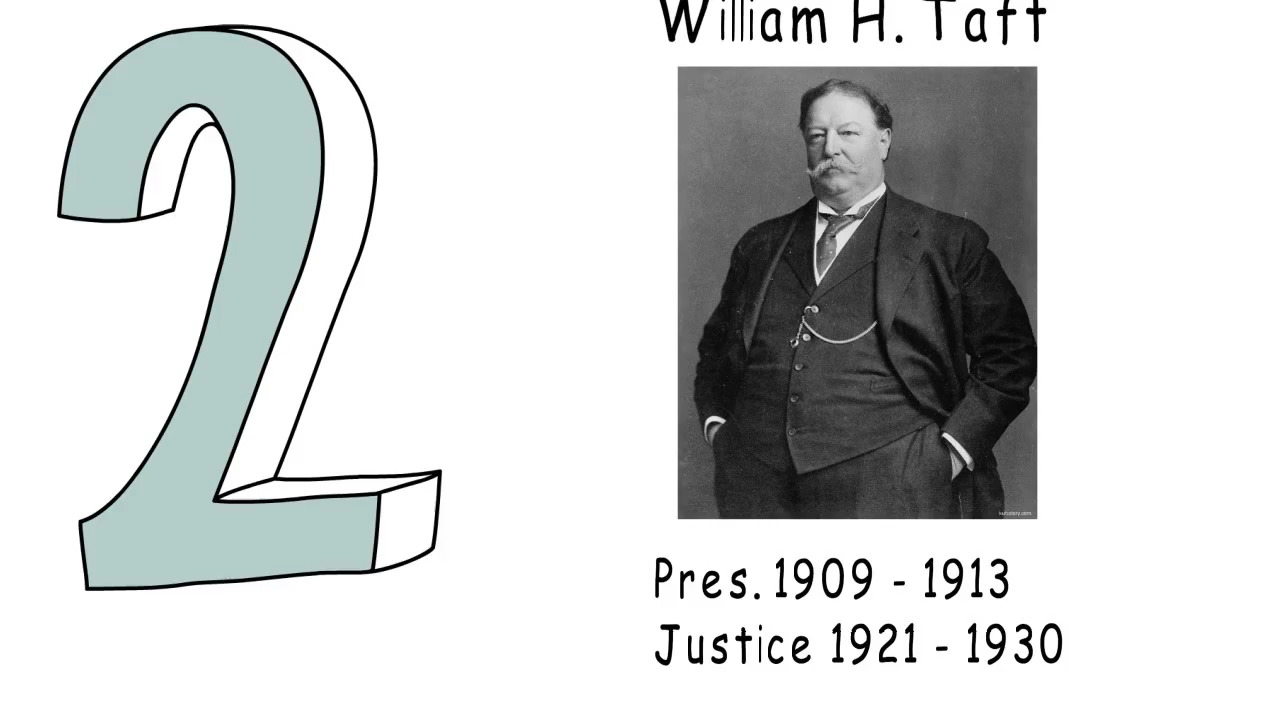 2
William H. Taft
Pres. 1909 - 1913
Justice 1921 - 1930